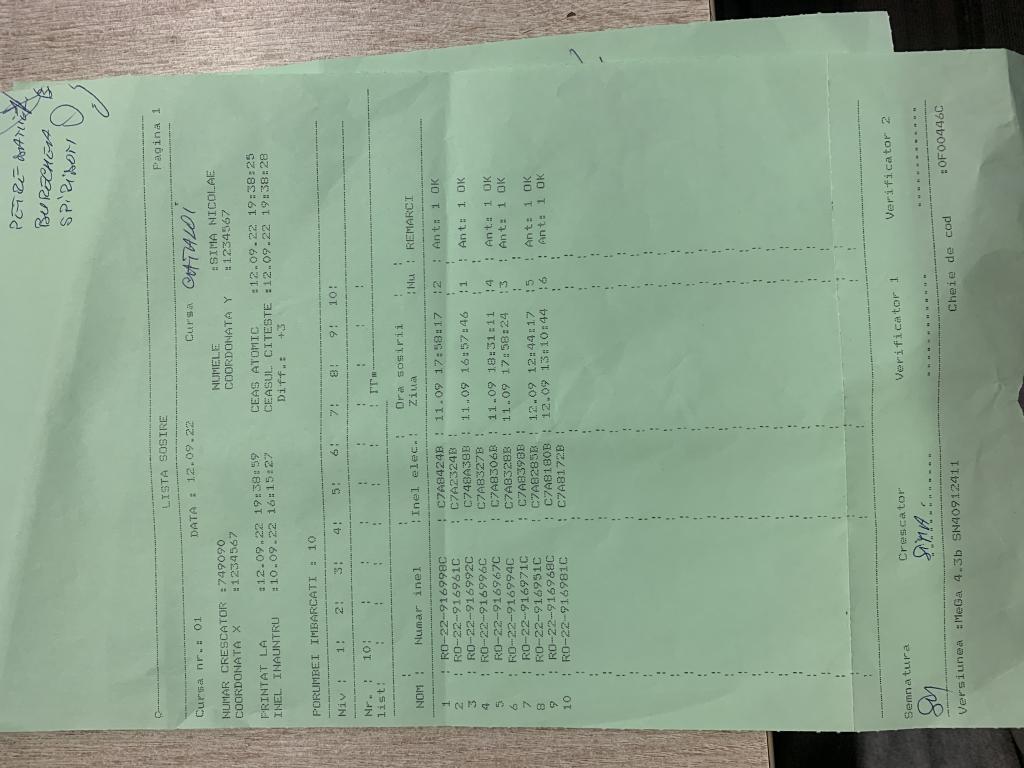 PETRE DANIEL
BURECHEA B
SPIRIDON
Pagina 1
LISTA SOSIRE
Cursa nr.: 01 DATA : 12.09.22 Cursa
NUMAR CRESCATOR :749090 NUMELE :SIMA NICOLAE
COORDONATA X :1234567 COORDONATA Y :1234567
PRINTAT LA :12.09.22 19:38:59 CEAS ATOMIC :12.09.22 19:38:25
INEL INAUNTRU :10.09.22 16:15:27 CEASUL CITESTE :12.09.22 19:38:28
Diff.: +3
PORUMBEI IMBARCATI : 10
Niv : 1: 2: 3: 4: 5: 6: 7: 8: 9: 10:
Nr. : 10: : : : : : : : : :
list: : : : : : : ITT=
Ora sosirii :
NOM : Numar inel :Inel elec.: Ziua :Nu : REMARCI
1 : RO-22-916998C : C7A8424B : 11.09 17:58:17 :2 : Ant: 1 OK
2 : RO-22-916961C : C7A2324B :
3 : RO-22-916992C : C748A38B : 11.09 16:57:46 :1 : Ant: 1 OK
4 : RO-22-916996C : C7A8327B :
5 : RO-22-916967C : C7A8306B : 11.09 18:31:11 :4 : Ant: 1 OK
6 : RO-22-916994C : C7A8328B : 11.09 17:58:24 :3 : Ant: 1 OK
7 : RO-22-916971C : C7A8398B :
8 : RO-22-916951C : C7A8285B : 12.09 12:44:17 :5 : Ant: 1 OK
9 : RO-22-916968C : C7A8180B : 12.09 13:10:44 :6 : Ant: 1 OK
10 : RO-22-916981C : C7A8172B
Semnatura Crescator Verificator 1 Verificator 2
SIMA
Versiunea :MeGa 4.3b SN40912411 Cheie de cod :0F00446C